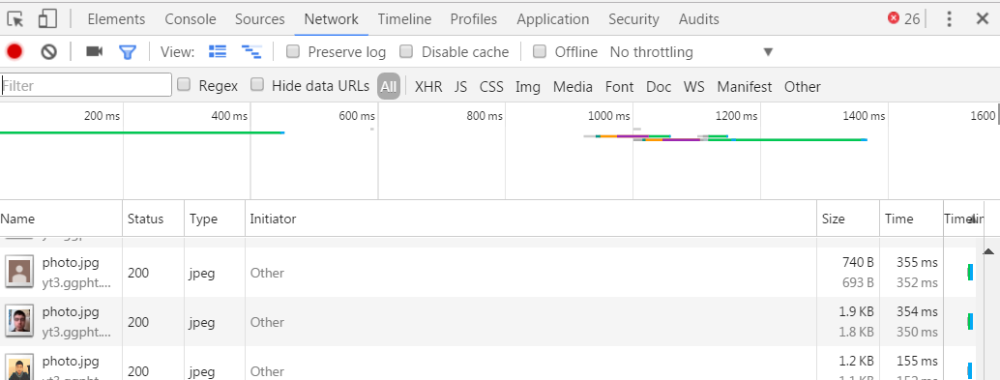 Elements Console Sources Network Timeline Profiles Application Security Audits 26
View: Preserve log Disable cache Offline No throttling
Filter Regex Hide data URLs All XHR JS CSS Img Media Font Doc WS Manifest Other
200 ms 400 ms 600 ms 800 ms 1000 ms 1200 ms 1400 ms 1600
Name Status Type Initiator Size Time
photo.jpg 200 jpeg Other 740 B 355 ms
yt3.ggpht.... 693 B 352 ms
photo.jpg 200 jpeg Other 1.9 KB 354 ms
yt3.ggpht.... 1.8 KB 350 ms
photo.jpg 200 jpeg Other 1.2 KB 155 ms
yt3.ggpht.... 1.1 KB